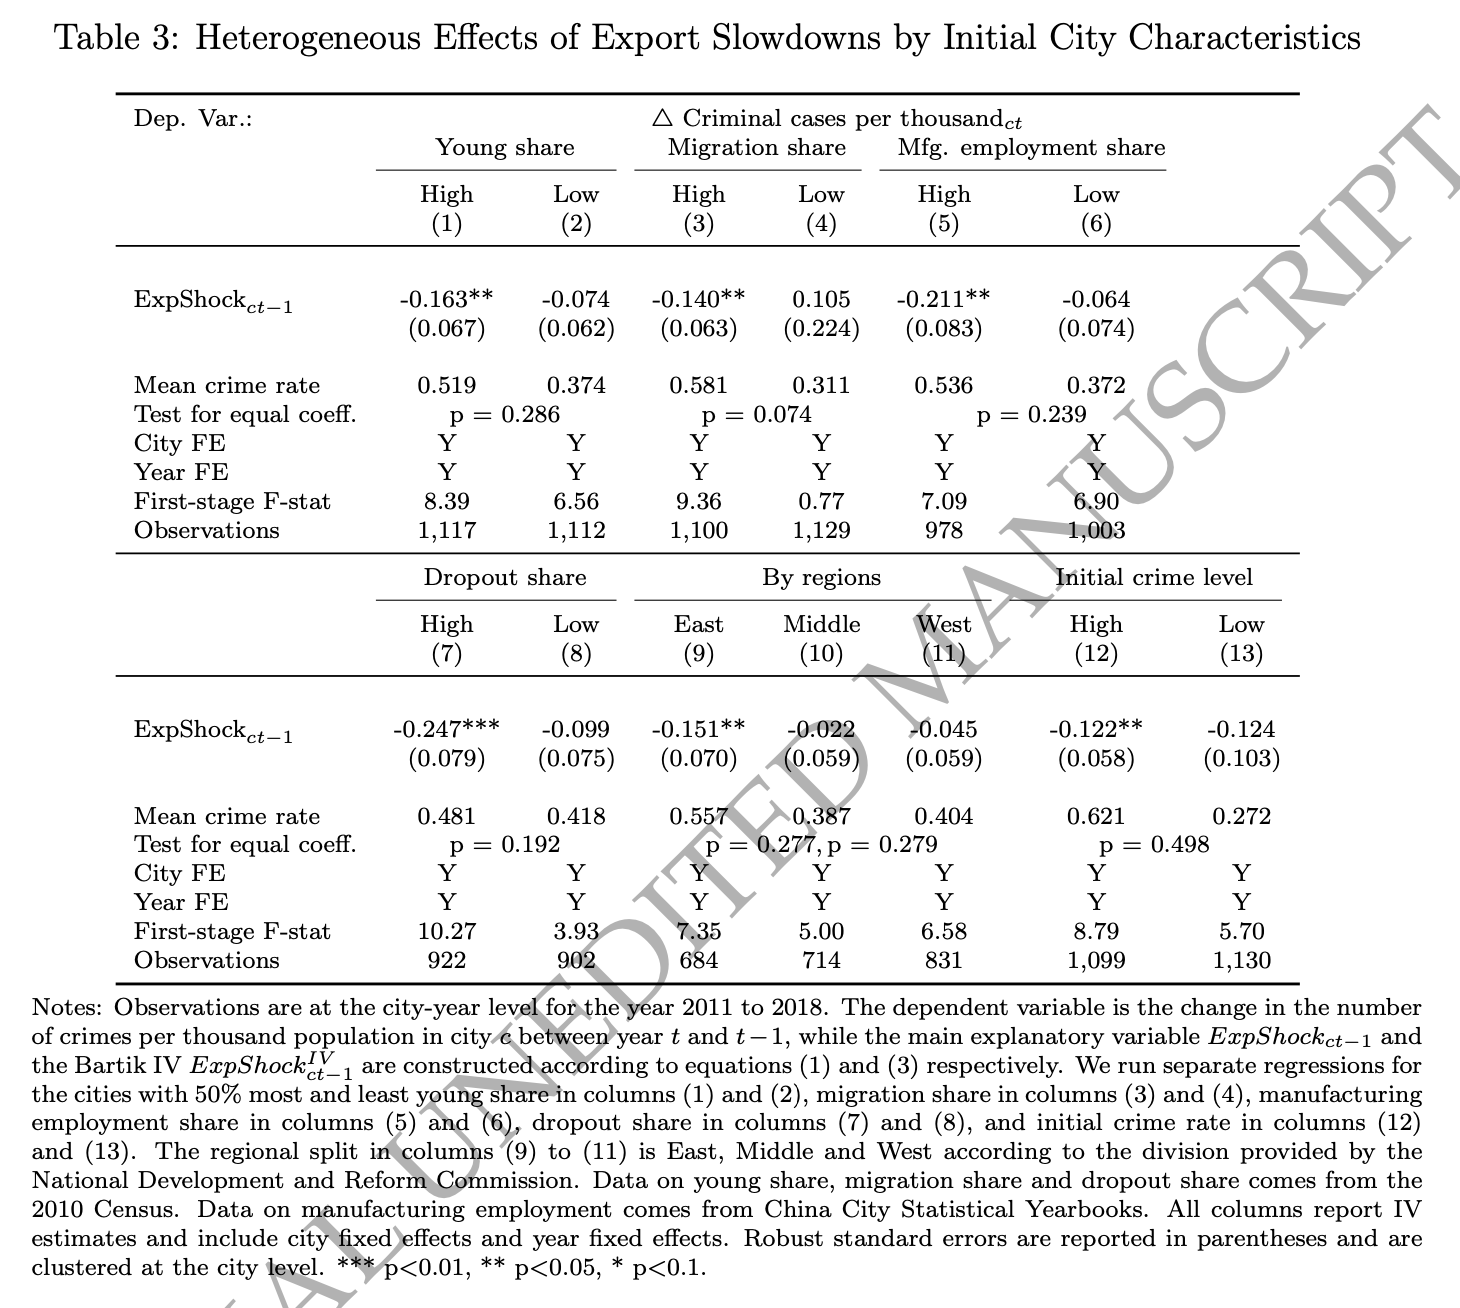 Table 3: Heterogeneous Effects of Export Slowdowns by Initial City Characteristics
Dep. Var.: △ Criminal cases per thousand_ct
Young share Migration share Mfg. employment share
High Low High Low High Low
(1) (2) (3) (4) (5) (6)
ExpShock_ct−1 -0.163** -0.074 -0.140** 0.105 -0.211** -0.064
(0.067) (0.062) (0.063) (0.224) (0.083) (0.074)
Mean crime rate 0.519 0.374 0.581 0.311 0.536 0.372
Test for equal coeff. p = 0.286 p = 0.074 p = 0.239
City FE Y Y Y Y Y Y
Year FE Y Y Y Y Y Y
First-stage F-stat 8.39 6.56 9.36 0.77 7.09 6.90
Observations 1,117 1,112 1,100 1,129 978 1,003
Dropout share By regions Initial crime level
High Low East Middle West High Low
(7) (8) (9) (10) (11) (12) (13)
ExpShock_ct−1 -0.247*** -0.099 -0.151** -0.022 -0.045 -0.122** -0.124
(0.079) (0.075) (0.070) (0.059) (0.059) (0.058) (0.103)
Mean crime rate 0.481 0.418 0.557 0.387 0.404 0.621 0.272
Test for equal coeff. p = 0.192 p = 0.277, p = 0.279 p = 0.498
City FE Y Y Y Y Y Y Y
Year FE Y Y Y Y Y Y Y
First-stage F-stat 10.27 3.93 7.35 5.00 6.58 8.79 5.70
Observations 922 902 684 714 831 1,099 1,130
Notes: Observations are at the city-year level for the year 2011 to 2018. The dependent variable is the change in the number
of crimes per thousand population in city c between year t and t−1, while the main explanatory variable ExpShock_ct−1 and
the Bartik IV ExpShock^IV_ct−1 are constructed according to equations (1) and (3) respectively. We run separate regressions for
the cities with 50% most and least young share in columns (1) and (2), migration share in columns (3) and (4), manufacturing
employment share in columns (5) and (6), dropout share in columns (7) and (8), and initial crime rate in columns (12)
and (13). The regional split in columns (9) to (11) is East, Middle and West according to the division provided by the
National Development and Reform Commission. Data on young share, migration share and dropout share comes from the
2010 Census. Data on manufacturing employment comes from China City Statistical Yearbooks. All columns report IV
estimates and include city fixed effects and year fixed effects. Robust standard errors are reported in parentheses and are
clustered at the city level. *** p<0.01, ** p<0.05, * p<0.1.
AL UNEDITED MANUSCRIPT